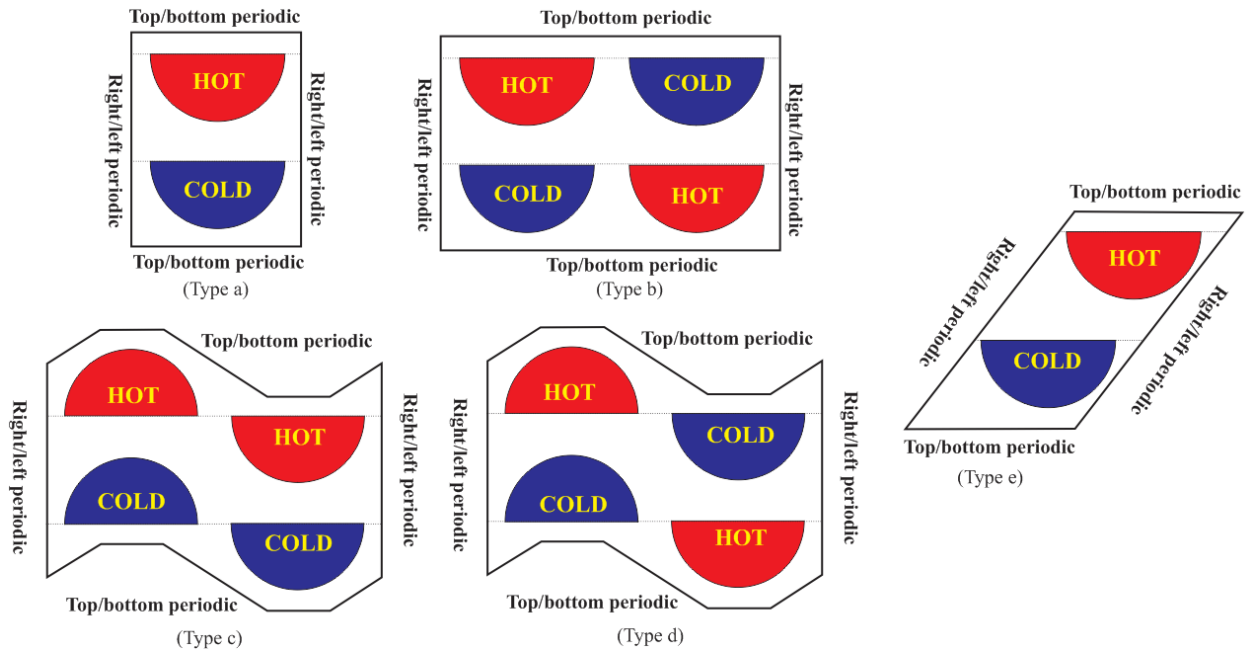 Top/bottom periodic
Right/left periodic
HOT
COLD
Right/left periodic
Top/bottom periodic
(Type a)
Top/bottom periodic
Right/left periodic
HOT
COLD
COLD
HOT
Right/left periodic
Top/bottom periodic
(Type b)
Top/bottom periodic
Right/left periodic
HOT
HOT
COLD
COLD
Right/left periodic
Top/bottom periodic
(Type c)
Top/bottom periodic
Right/left periodic
HOT
COLD
COLD
HOT
Right/left periodic
Top/bottom periodic
(Type d)
Top/bottom periodic
Right/left periodic
HOT
COLD
Right/left periodic
Top/bottom periodic
(Type e)